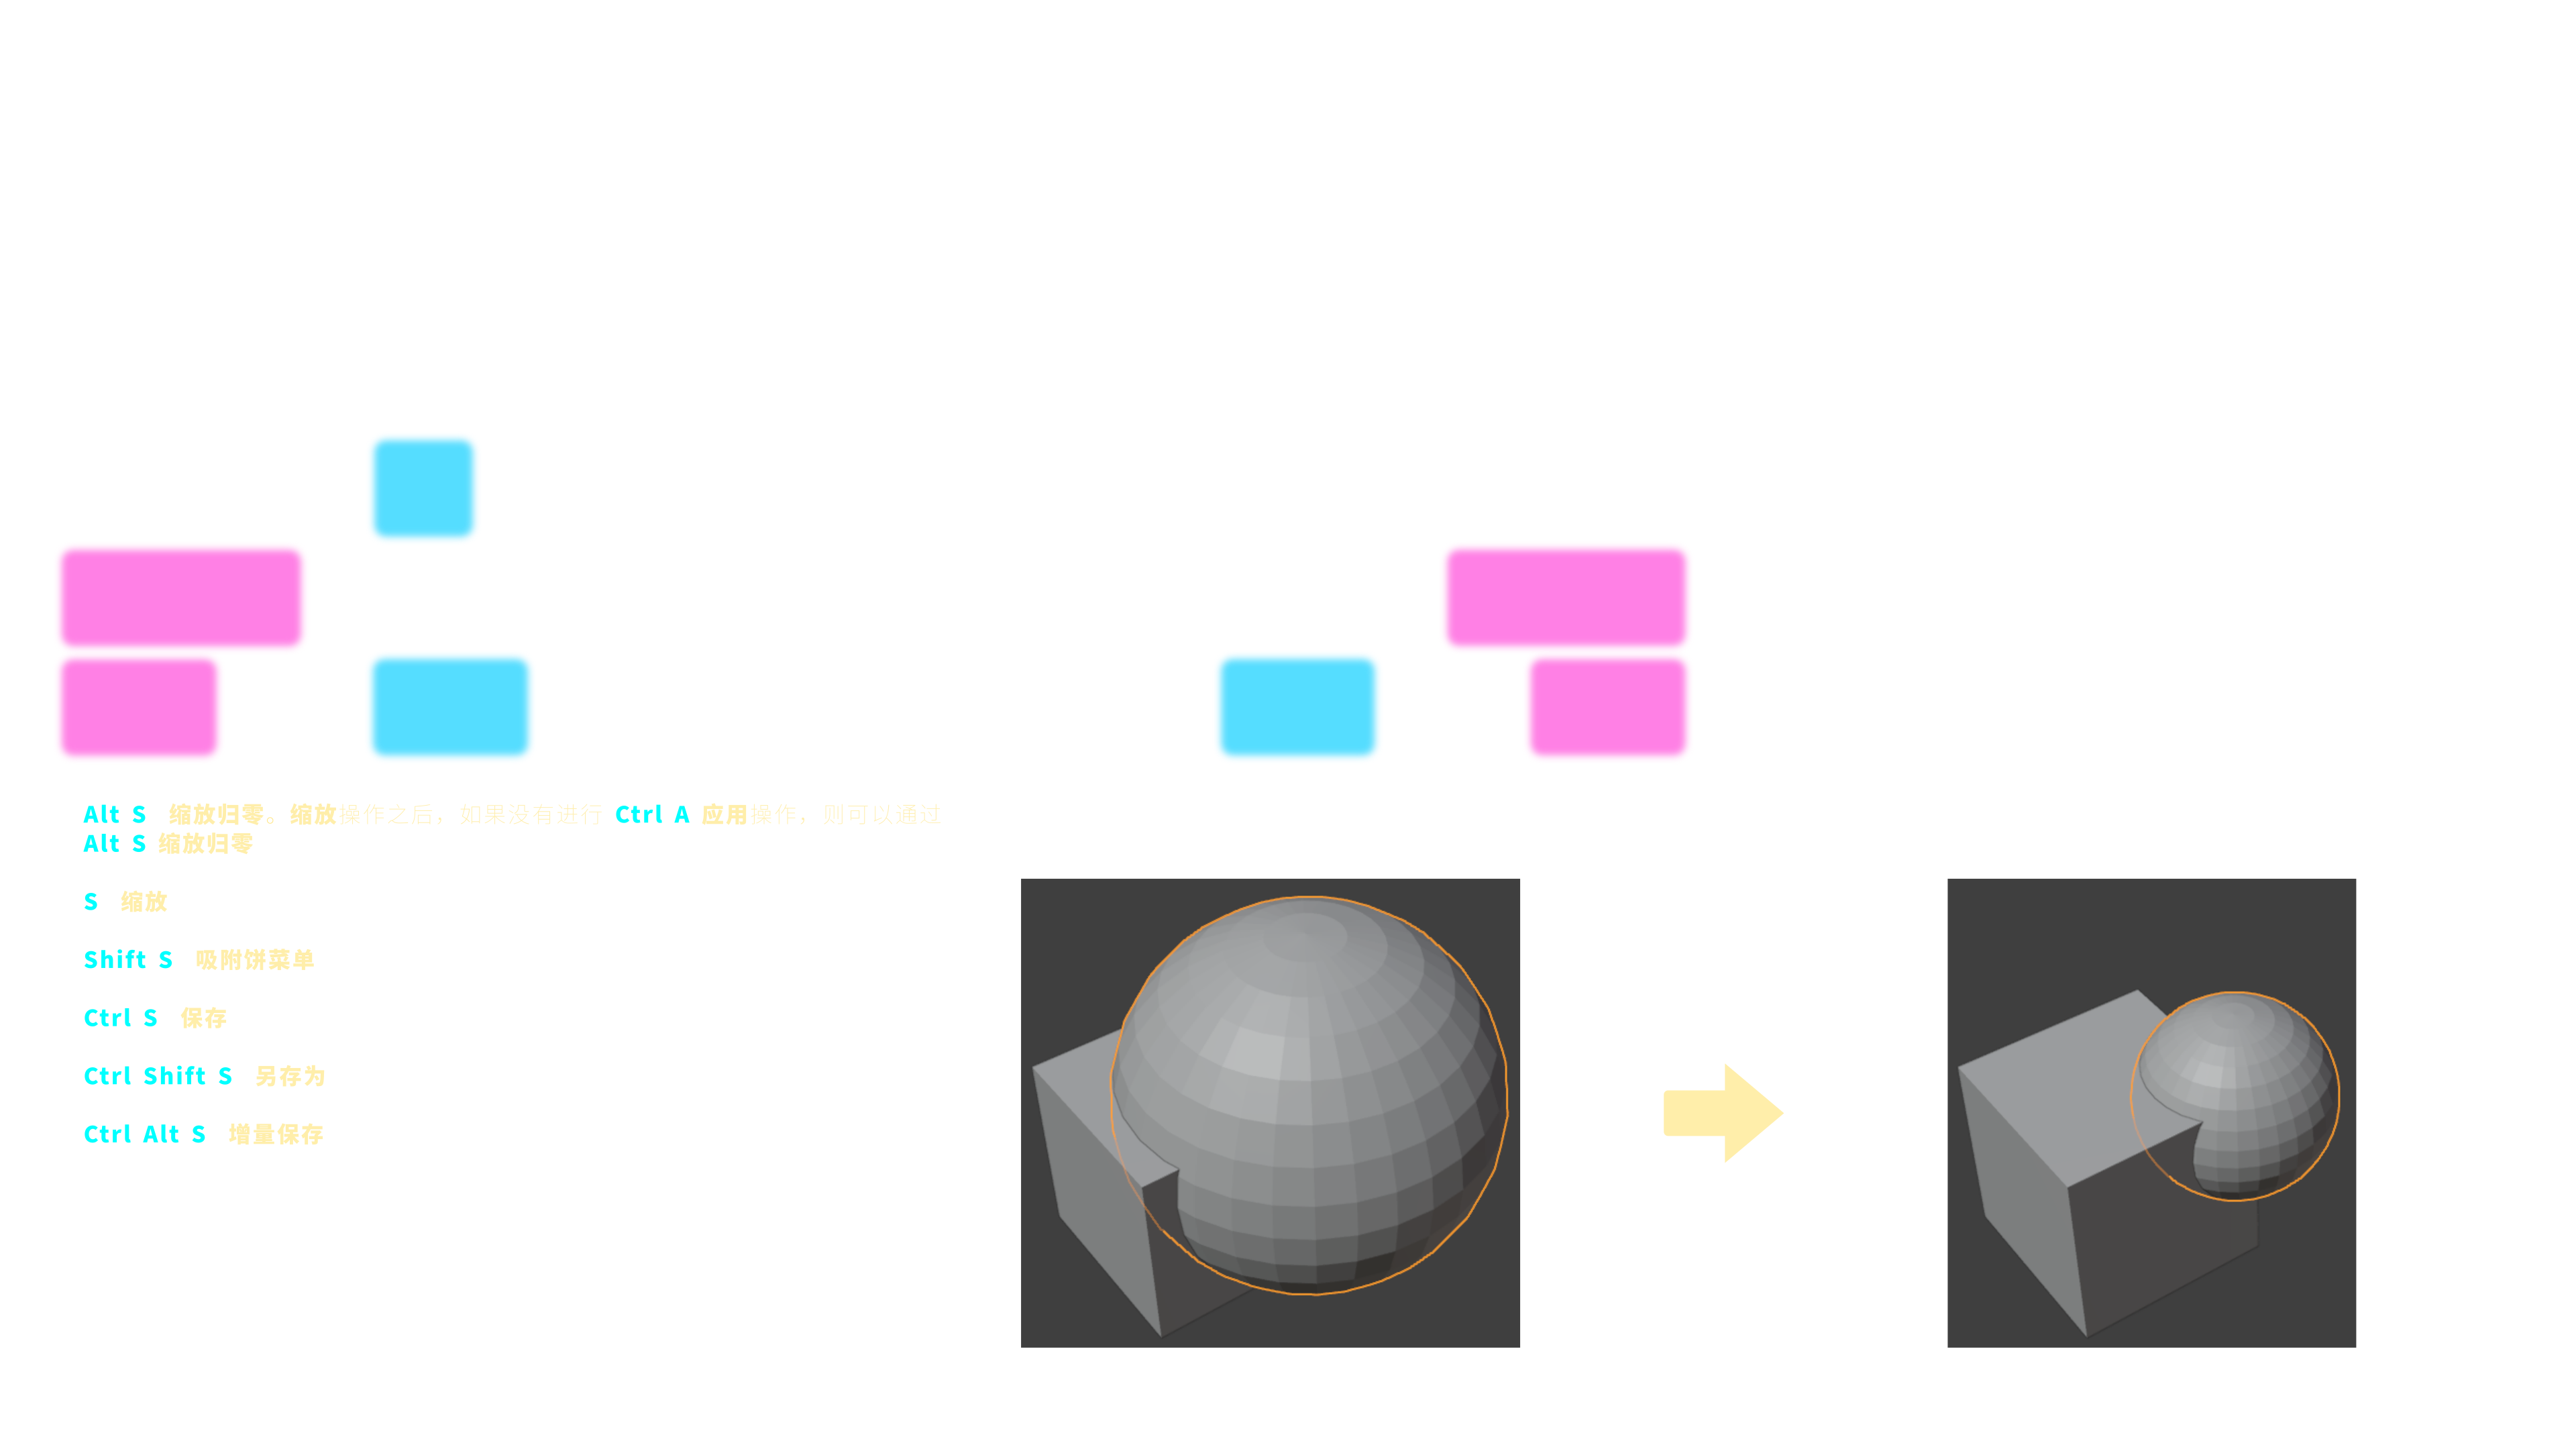 Alt S 缩放归零。缩放操作之后，如果没有进行 Ctrl A 应用操作，则可以通过
Alt S 缩放归零
S 缩放
Shift S 吸附饼菜单
Ctrl S 保存
Ctrl Shift S 另存为
Ctrl Alt S 增量保存